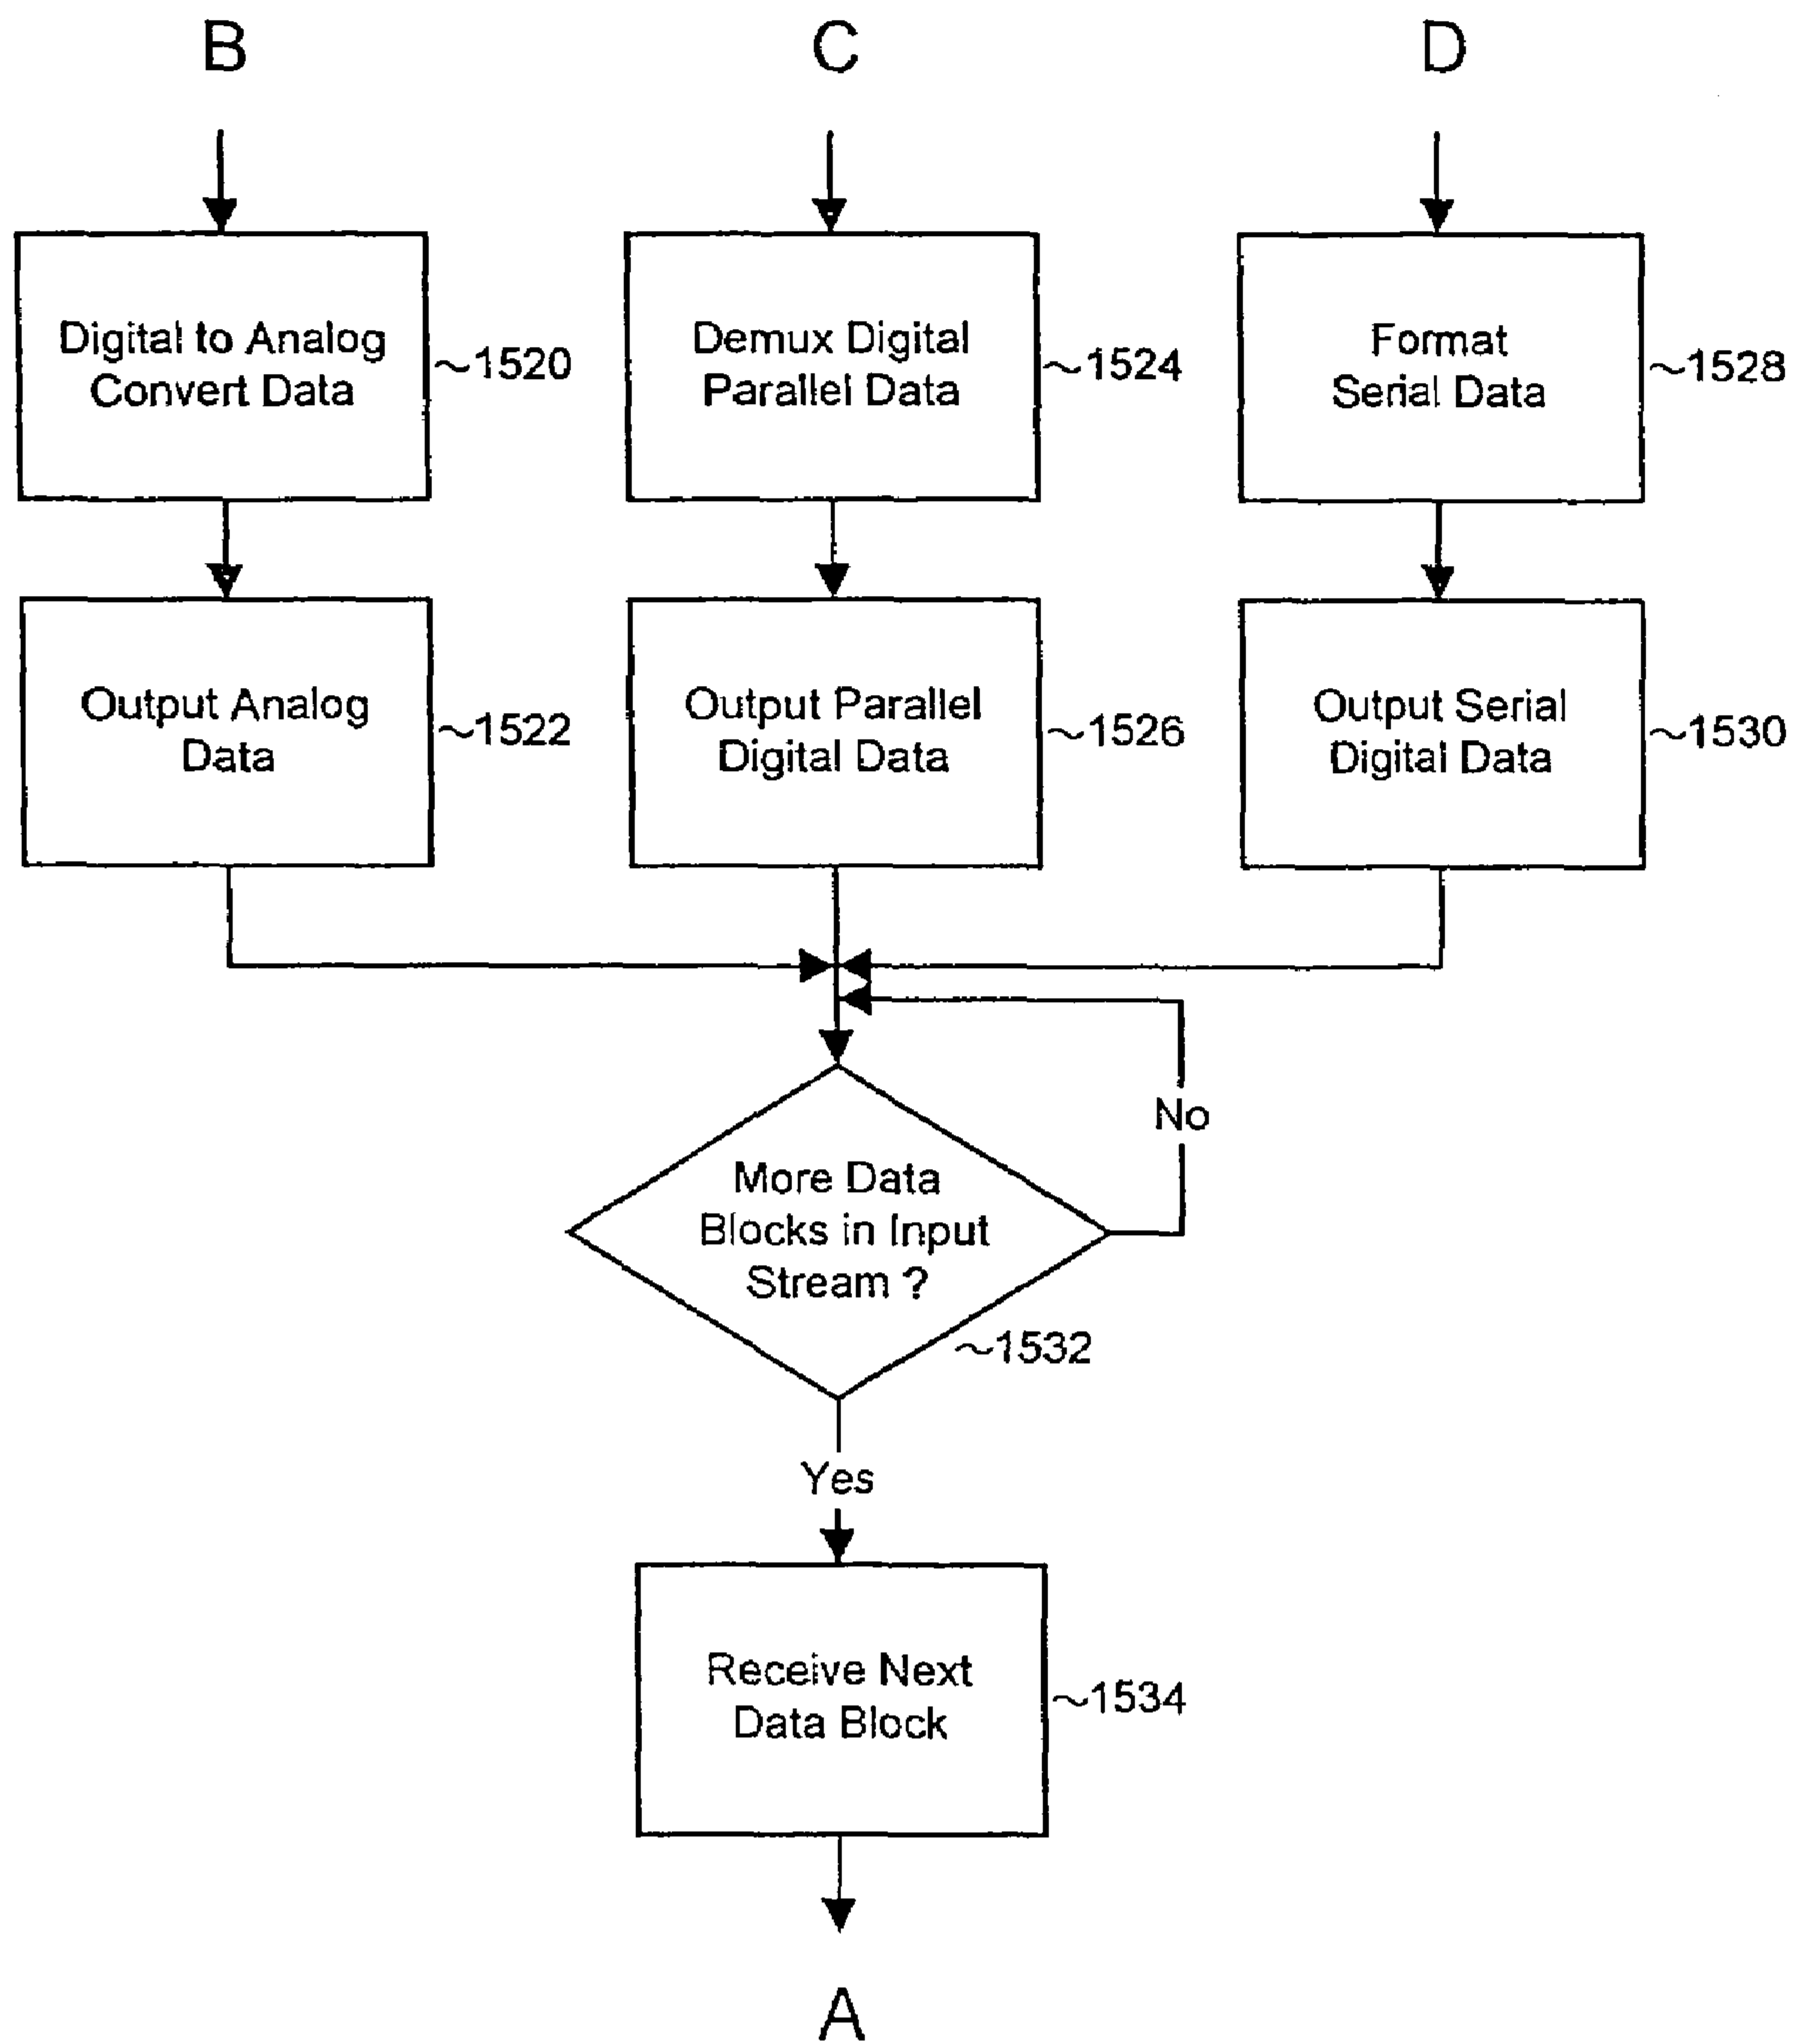 B
C
D
Digital to Analog
Convert Data
~1520
Demux Digital
Parallel Data
~1524
Format
Serial Data
~1528
Output Analog
Data
~1522
Output Parallel
Digital Data
~1526
Output Serial
Digital Data
~1530
No
More Data
Blocks in Input
Stream ?
~1532
Yes
Receive Next
Data Block
~1534
A